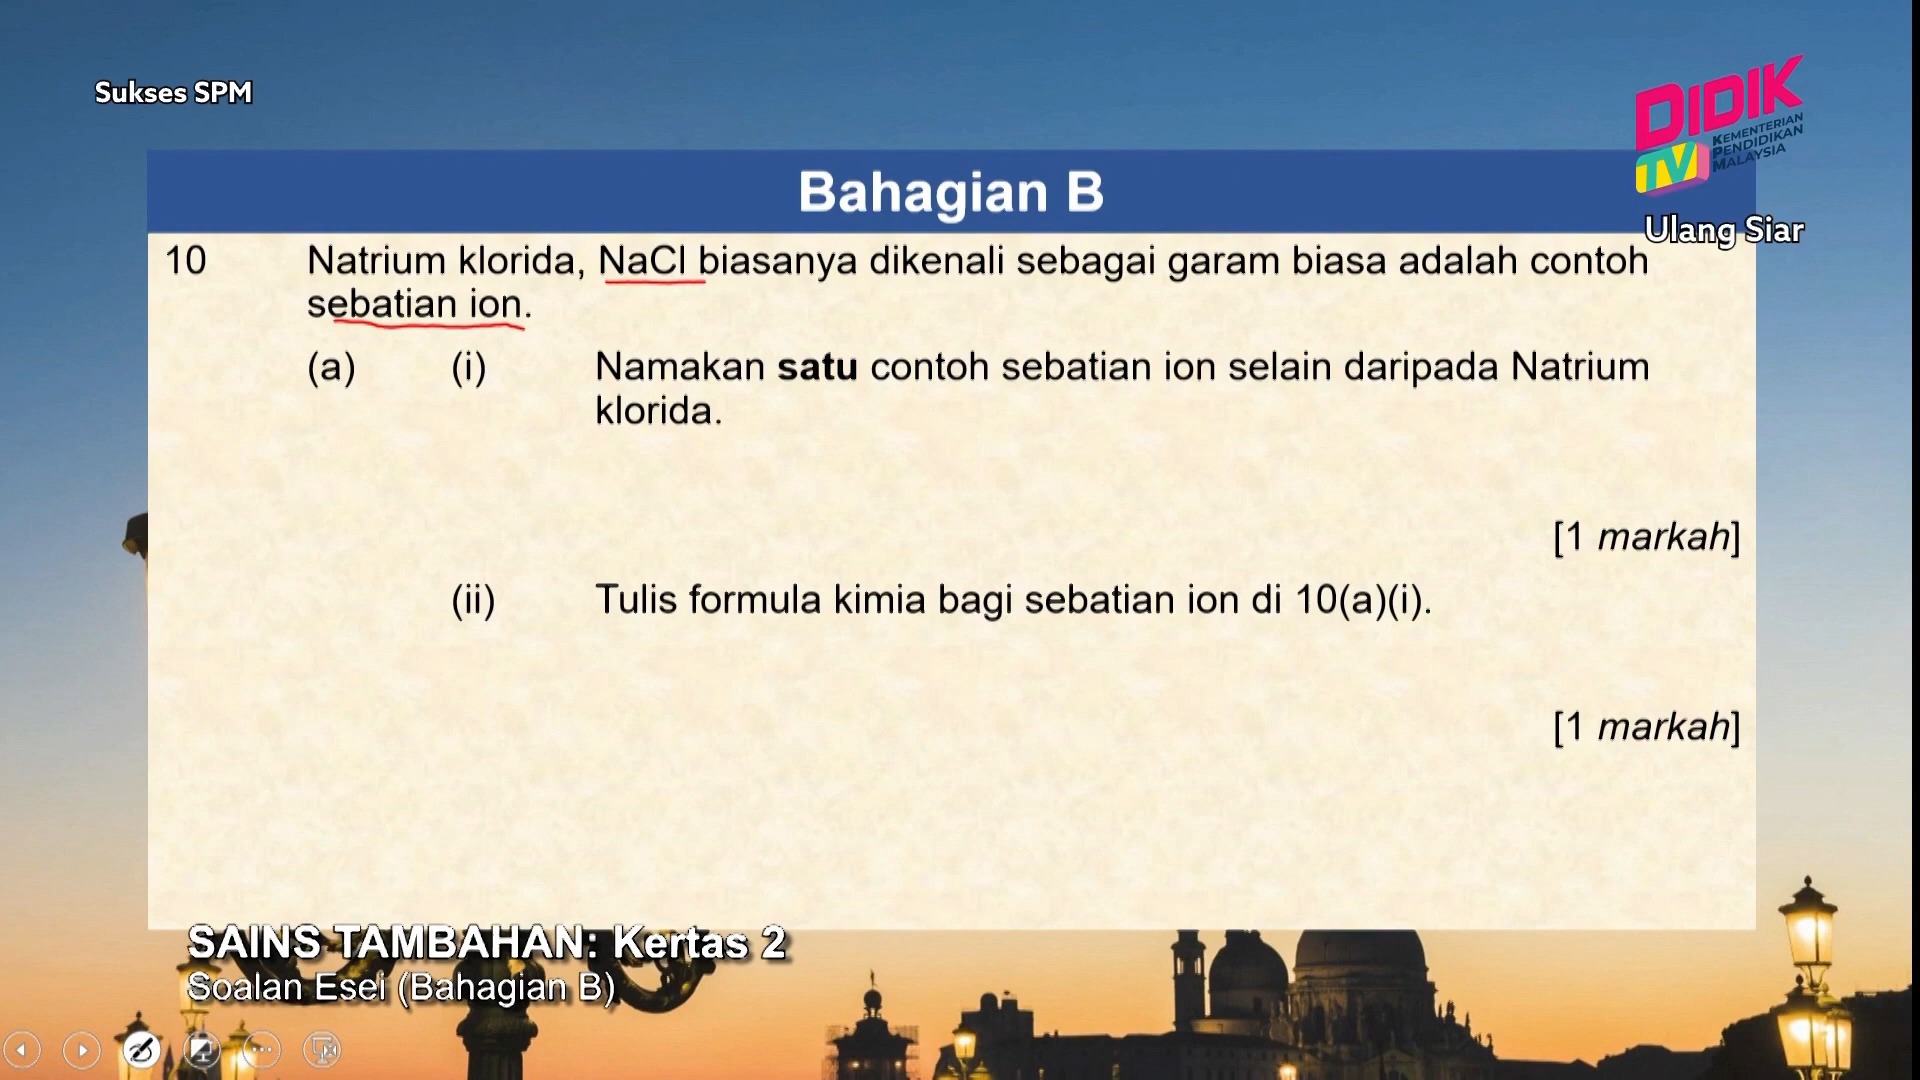 Sukses SPM
DIDIK
TV
KEMENTERIAN
PENDIDIKAN
MALAYSIA
Ulang Siar
Bahagian B
10 Natrium klorida, NaCl biasanya dikenali sebagai garam biasa adalah contoh
sebatian ion.
(a) (i) Namakan satu contoh sebatian ion selain daripada Natrium
klorida.
[1 markah]
(ii) Tulis formula kimia bagi sebatian ion di 10(a)(i).
[1 markah]
SAINS TAMBAHAN: Kertas 2
Soalan Esei (Bahagian B)